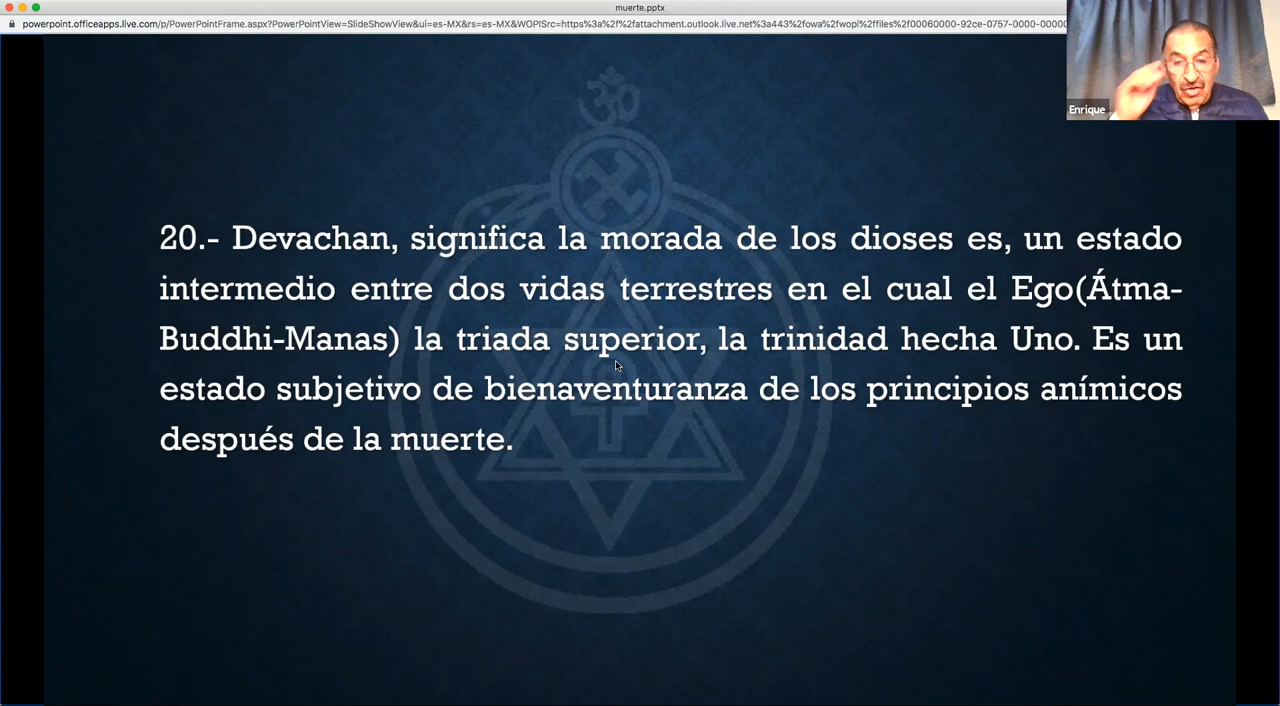 muerte.pptx
powerpoint.officeapps.live.com/p/PowerPointFrame.aspx?PowerPointView=SlideShowView&ui=es-MX&rs=es-MX&WOPISrc=https%3a%2f%2fattachment.outlook.live.net%3a443%2fowa%2fwopi%2ffiles%2f00060000-92ce-0757-0000-00000
Enrique
ॐ
20.- Devachan, significa la morada de los dioses es, un estado
intermedio entre dos vidas terrestres en el cual el Ego(Átma-
Buddhi-Manas) la triada superior, la trinidad hecha Uno. Es un
estado subjetivo de bienaventuranza de los principios anímicos
después de la muerte.